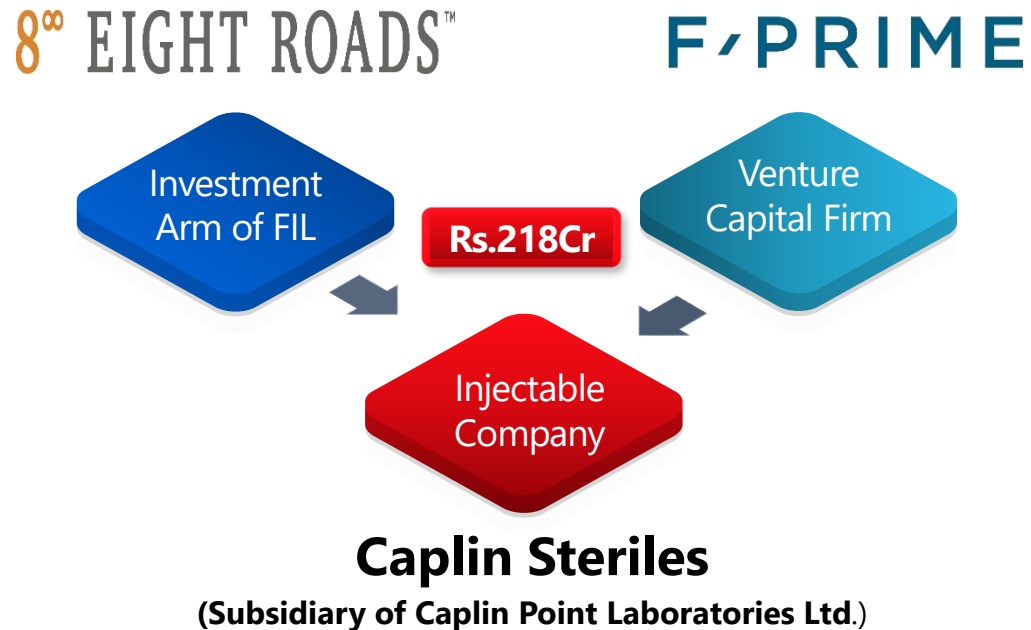 8∞ EIGHT ROADS™
F-PRIME
Investment
Arm of FIL
Venture
Capital Firm
Rs.218Cr
Injectable
Company
Caplin Steriles
(Subsidiary of Caplin Point Laboratories Ltd.)